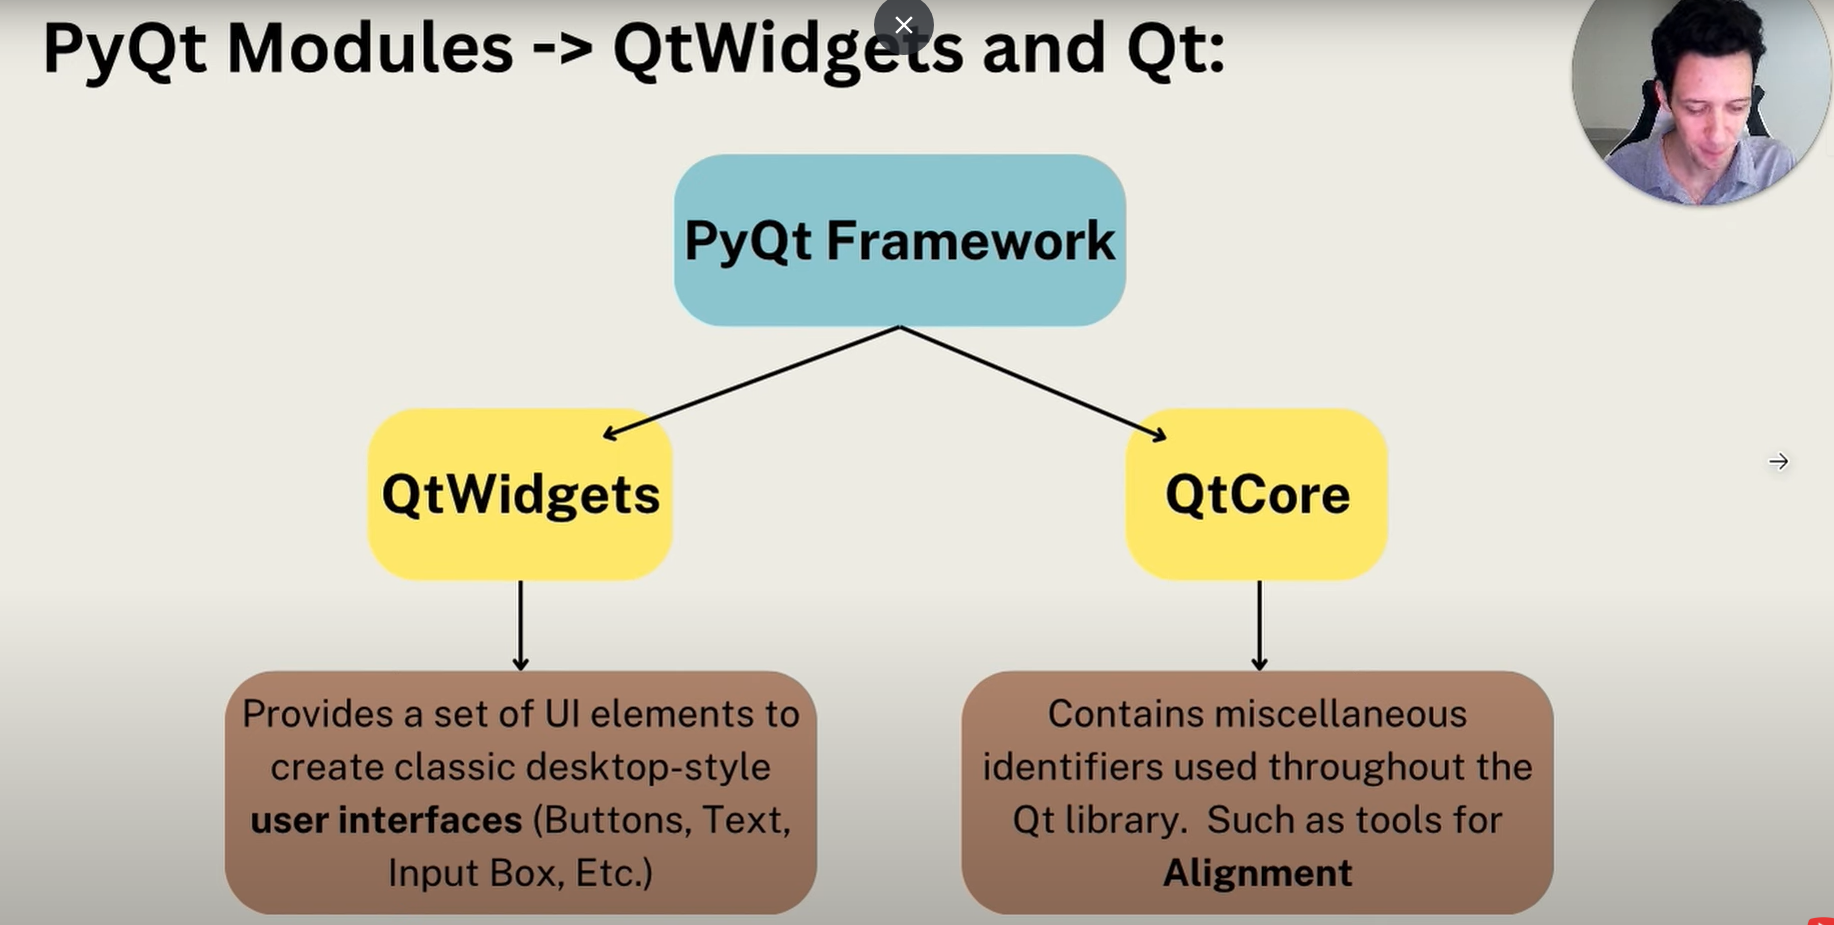 PyQt Modules -> QtWidgets and Qt:
PyQt Framework
QtWidgets
QtCore
Provides a set of UI elements to
create classic desktop-style
user interfaces (Buttons, Text,
Input Box, Etc.)
Contains miscellaneous
identifiers used throughout the
Qt library.  Such as tools for
Alignment